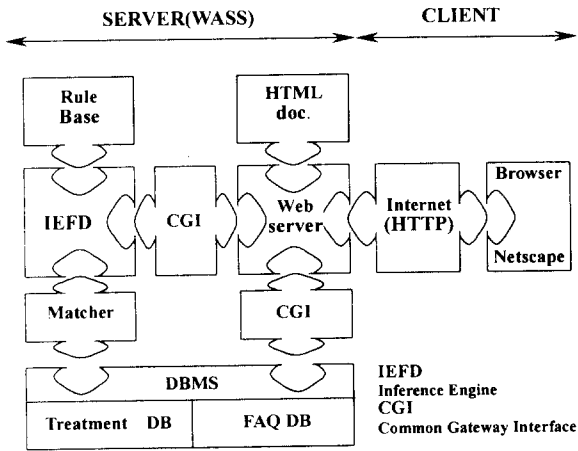 SERVER(WASS)
CLIENT
Rule
Base
HTML
doc.
IEFD
CGI
Web
server
Internet
(HTTP)
Browser
Netscape
Matcher
CGI
DBMS
Treatment DB
FAQ DB
IEFD
Inference Engine
CGI
Common Gateway Interface